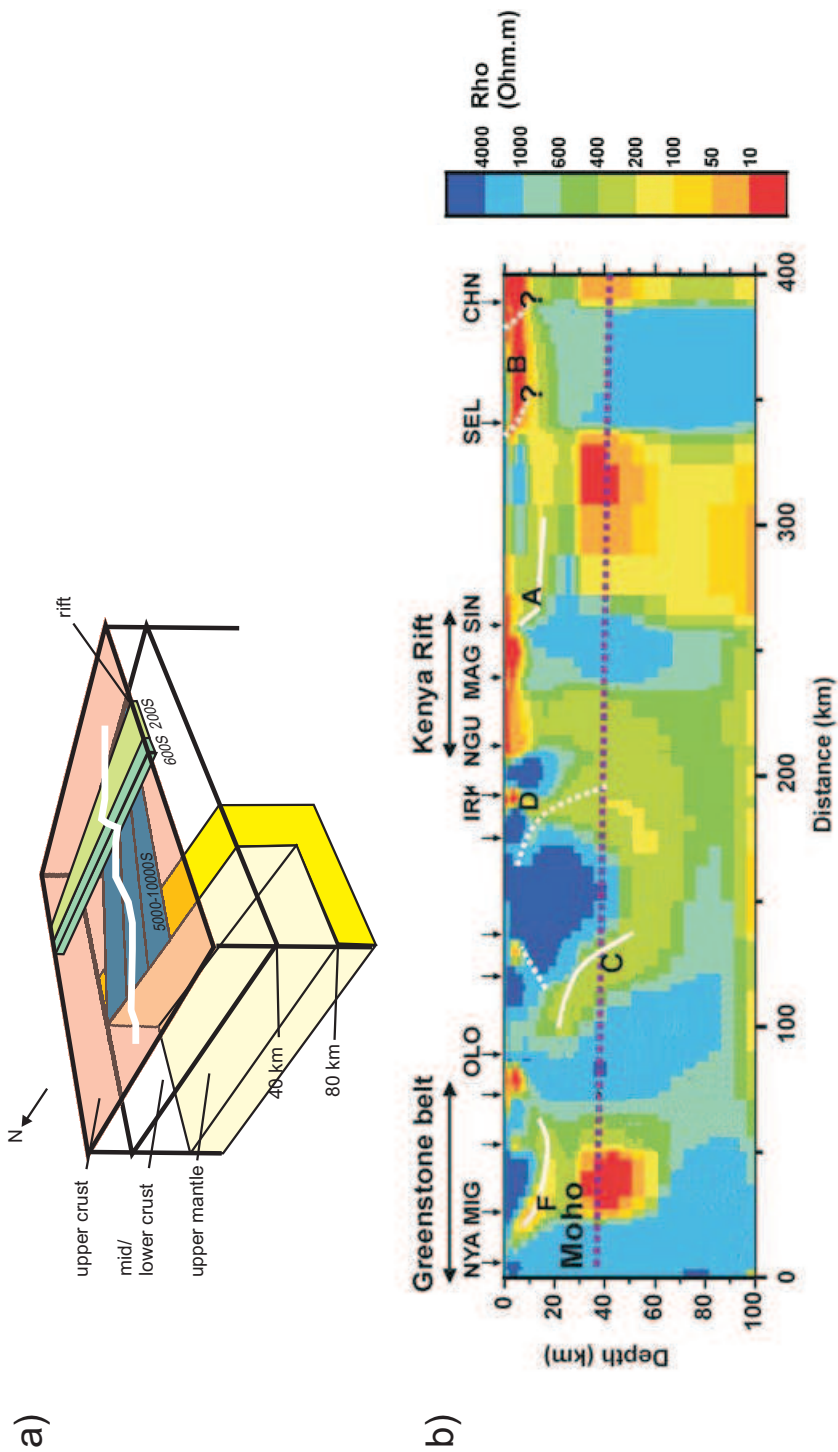 a)
N
upper crust
mid/
lower crust
upper mantle
40 km
80 km
5000-10000S
600S
200S
rift
b)
Greenstone belt
Kenya Rift
NYA MIG
OLO
NGU MAG SIN
SEL
CHN
F
Moho
C
D
A
B
?
?
Depth (km)
0
20
40
60
80
100
0
100
200
300
400
Distance (km)
Rho
(Ohm.m)
4000
1000
600
400
200
100
50
10